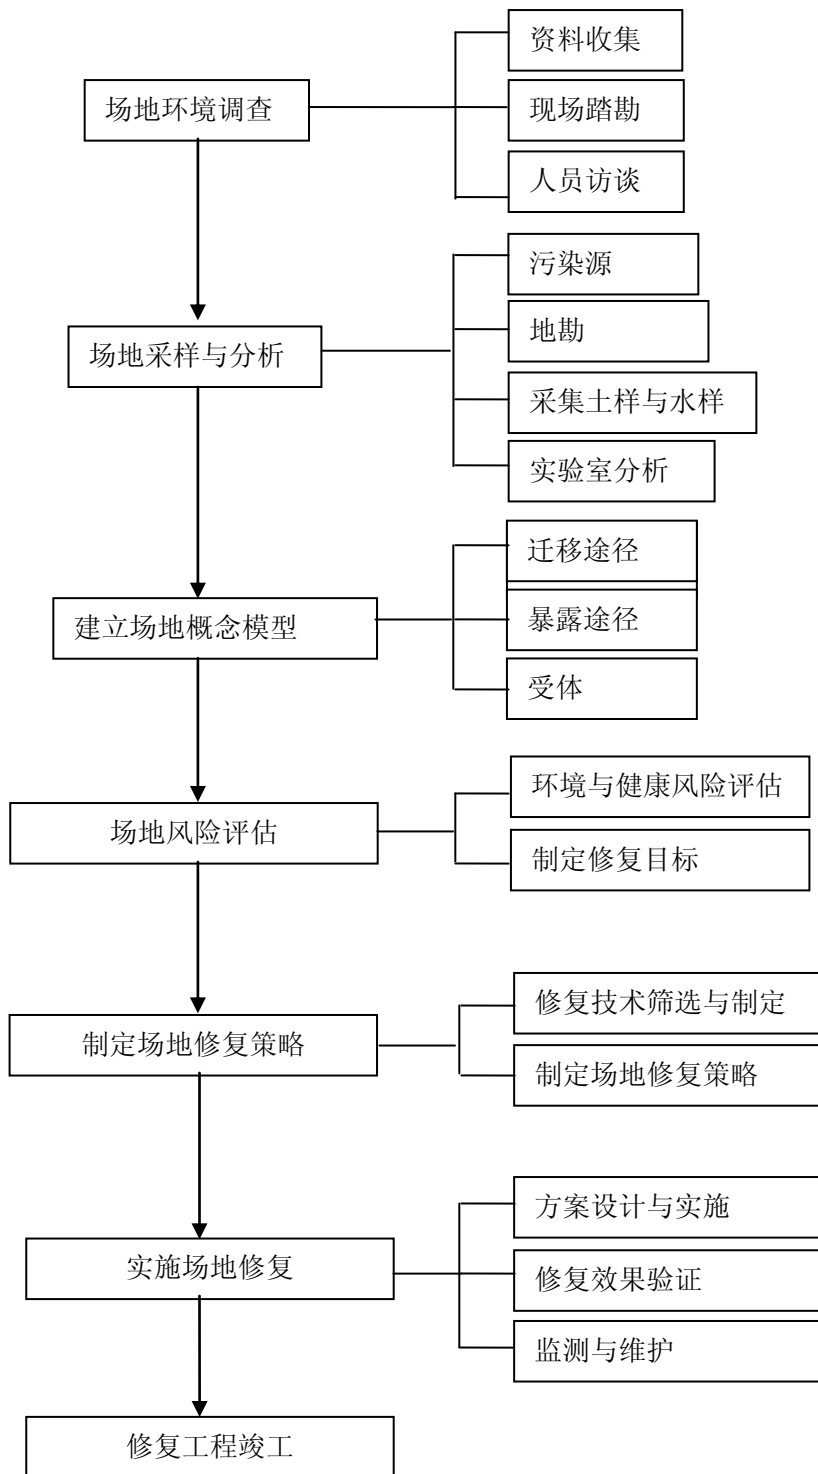 资料收集
场地环境调查
现场踏勘
人员访谈
污染源
地勘
场地采样与分析
采集土样与水样
实验室分析
迁移途径
建立场地概念模型
暴露途径
受体
环境与健康风险评估
场地风险评估
制定修复目标
修复技术筛选与制定
制定场地修复策略
制定场地修复策略
方案设计与实施
实施场地修复
修复效果验证
监测与维护
修复工程竣工